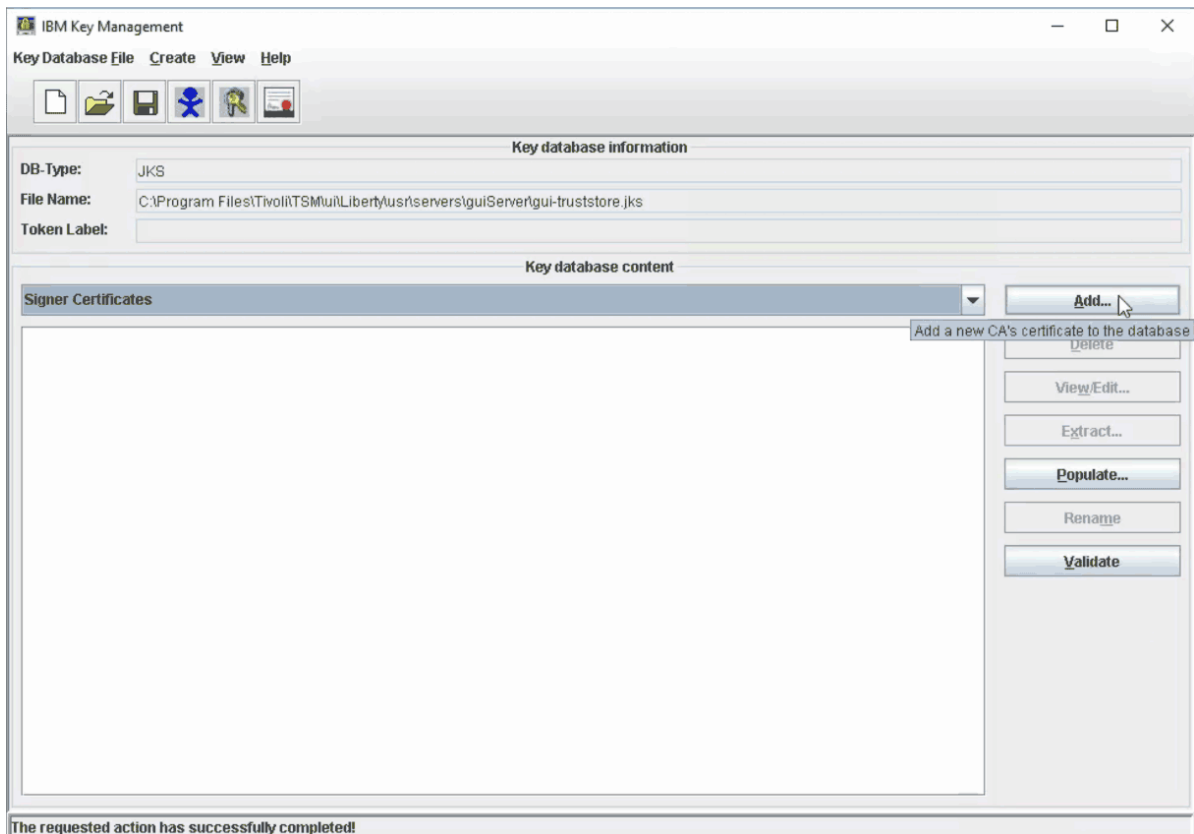 IBM Key Management
Key Database File Create View Help
Key database information
DB-Type: JKS
File Name: C:\Program Files\Tivoli\TSM\ui\Liberty\usr\servers\guiServer\gui-truststore.jks
Token Label:
Key database content
Signer Certificates
Add...
Add a new CA's certificate to the database
Delete
View/Edit...
Extract...
Populate...
Rename
Validate
The requested action has successfully completed!